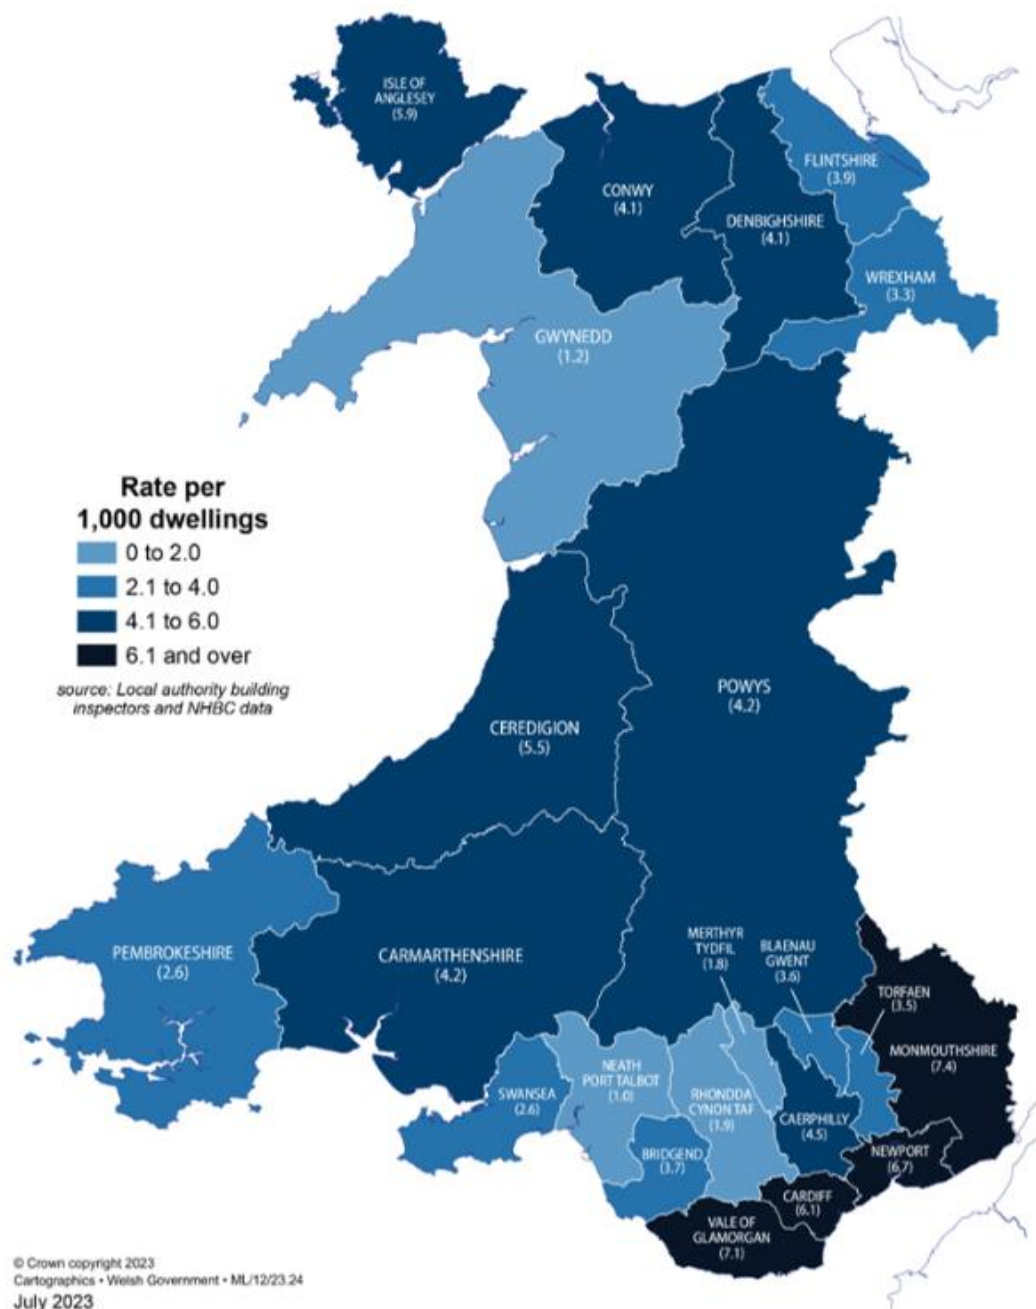 ISLE OF
ANGLESEY
(5.9)
CONWY
(4.1)
DENBIGHSHIRE
(4.1)
FLINTSHIRE
(3.9)
WREXHAM
(3.3)
GWYNEDD
(1.2)
Rate per
1,000 dwellings
0 to 2.0
2.1 to 4.0
4.1 to 6.0
6.1 and over
source: Local authority building
inspectors and NHBC data
POWYS
(4.2)
CEREDIGION
(5.5)
PEMBROKESHIRE
(2.6)
CARMARTHENSHIRE
(4.2)
MERTHYR
TYDFIL
(1.8)
BLAENAU
GWENT
(3.6)
TORFAEN
(3.5)
MONMOUTHSHIRE
(7.4)
SWANSEA
(2.6)
NEATH
PORT TALBOT
(1.0)
RHONDDA
CYNON TAF
(1.9)
CAERPHILLY
(4.5)
BRIDGEND
(3.7)
NEWPORT
(6.7)
CARDIFF
(6.1)
VALE OF
GLAMORGAN
(7.1)
© Crown copyright 2023
Cartographics • Welsh Government • ML/12/23.24
July 2023